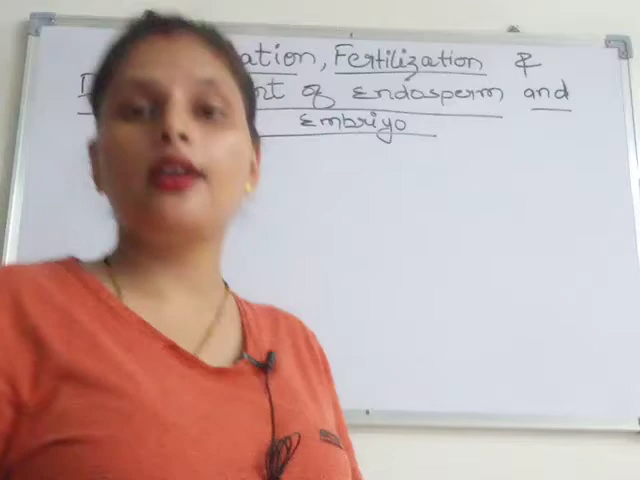 ation, Fertilization &
nt of Endosperm and
Embriyo